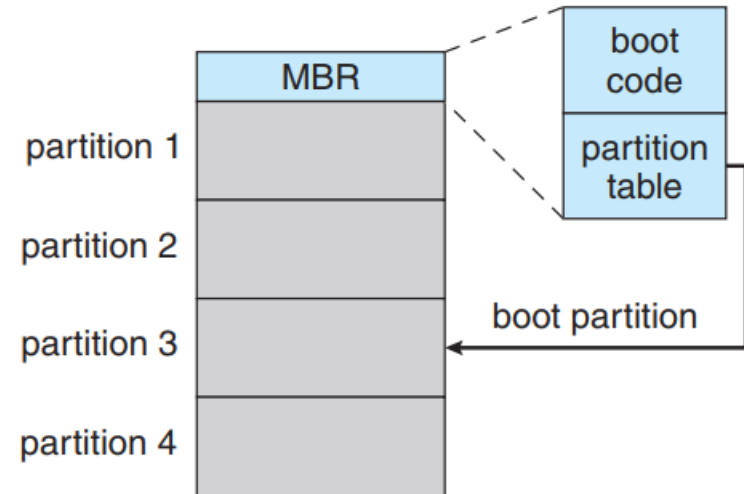 boot
code
MBR
partition
table
partition 1
partition 2
boot partition
partition 3
partition 4